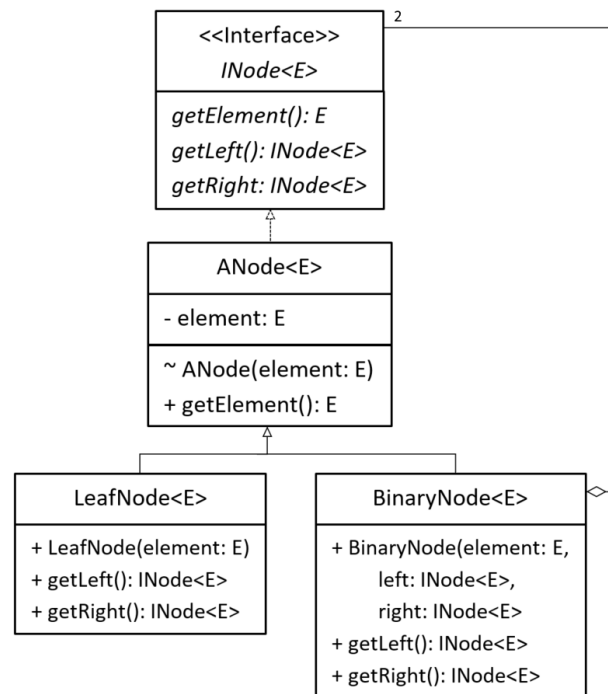 2
<<Interface>>
INode<E>
getElement(): E
getLeft(): INode<E>
getRight: INode<E>
ANode<E>
- element: E
~ ANode(element: E)
+ getElement(): E
LeafNode<E>
+ LeafNode(element: E)
+ getLeft(): INode<E>
+ getRight(): INode<E>
BinaryNode<E>
+ BinaryNode(element: E,
left: INode<E>,
right: INode<E>
+ getLeft(): INode<E>
+ getRight(): INode<E>